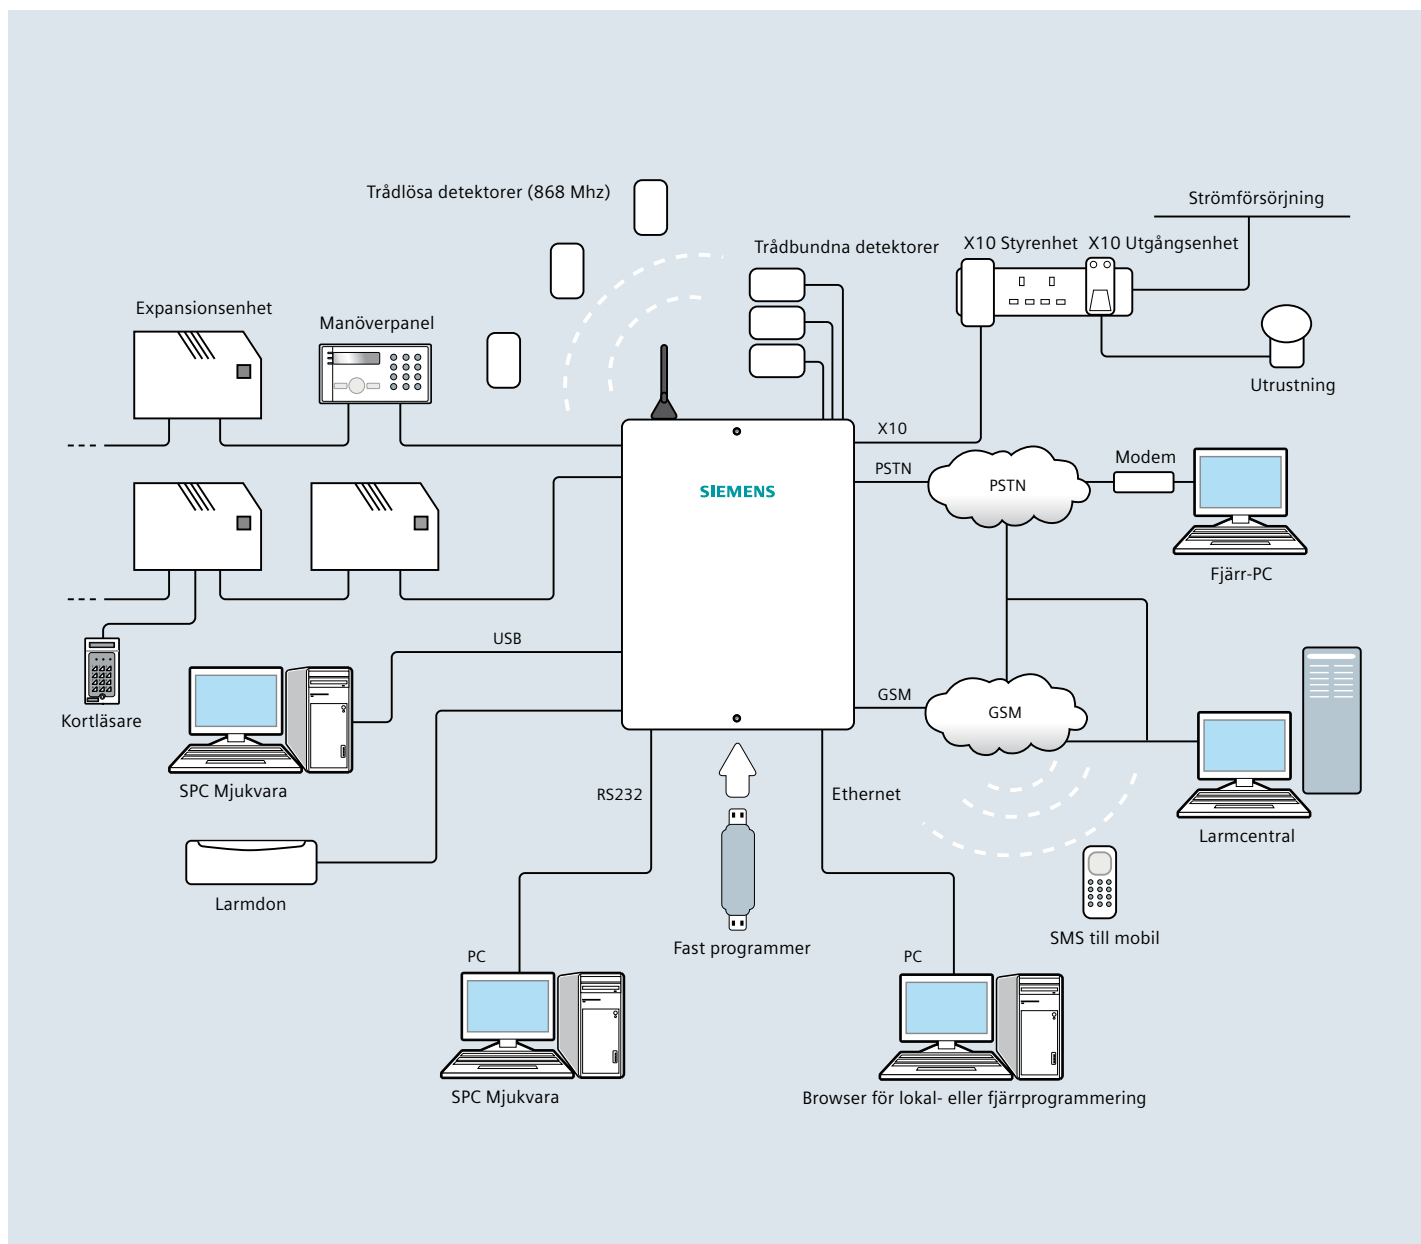 Trådlösa detektorer (868 Mhz)
Strömförsörjning
Trådbundna detektorer
X10 Styrenhet
X10 Utgångsenhet
Expansionsenhet
Manöverpanel
Utrustning
X10
PSTN
PSTN
Modem
SIEMENS
Fjärr-PC
USB
Kortläsare
GSM
GSM
SPC Mjukvara
RS232
Ethernet
Larmcentral
Larmdon
Fast programmer
SMS till mobil
PC
PC
SPC Mjukvara
Browser för lokal- eller fjärrprogrammering